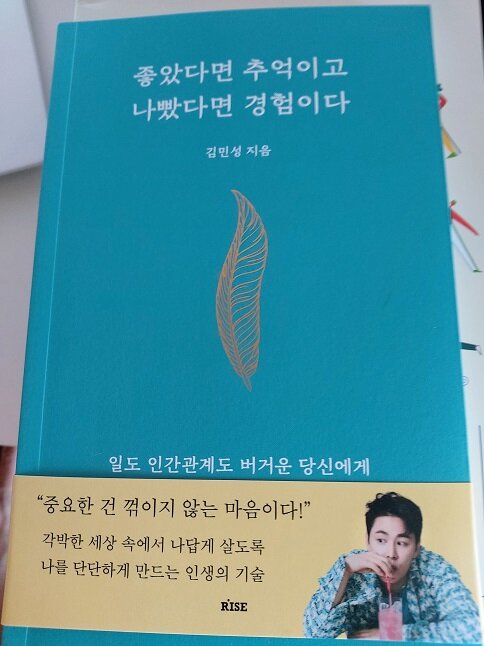 좋았다면 추억이고
나빴다면 경험이다
김민성 지음
일도 인간관계도 버거운 당신에게
“중요한 건 꺾이지 않는 마음이다!”
각박한 세상 속에서 나답게 살도록
나를 단단하게 만드는 인생의 기술
RISE